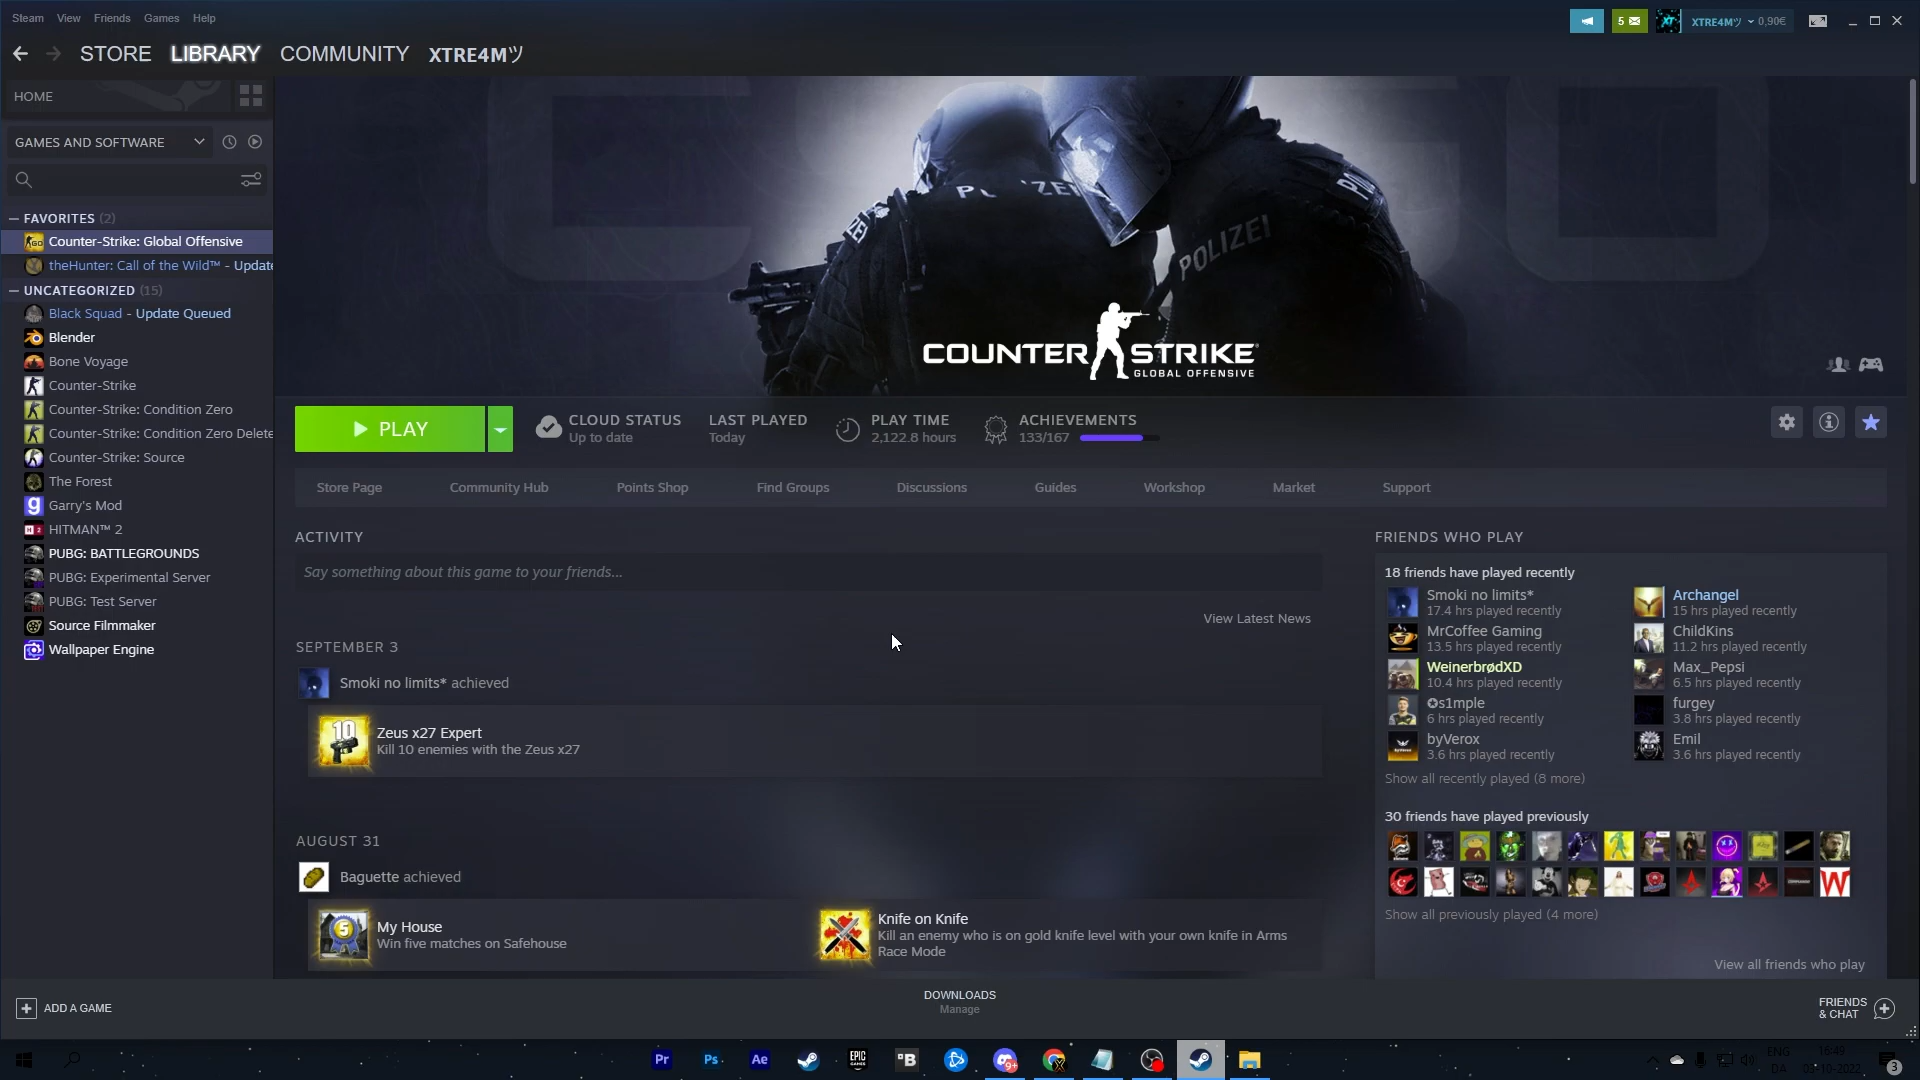 Steam View Friends Games Help
5
XTRE4Mツ 0,90€
STORE LIBRARY COMMUNITY XTRE4Mツ
HOME
GAMES AND SOFTWARE
— FAVORITES (2)
Counter-Strike: Global Offensive
theHunter: Call of the Wild™ - Update
— UNCATEGORIZED (15)
Black Squad - Update Queued
Blender
Bone Voyage
Counter-Strike
Counter-Strike: Condition Zero
Counter-Strike: Condition Zero Delete
Counter-Strike: Source
The Forest
Garry's Mod
HITMAN™ 2
PUBG: BATTLEGROUNDS
PUBG: Experimental Server
PUBG: Test Server
Source Filmmaker
Wallpaper Engine
POLIZEI
COUNTER STRIKE
GLOBAL OFFENSIVE
PLAY
CLOUD STATUS
Up to date
LAST PLAYED
Today
PLAY TIME
2,122.8 hours
ACHIEVEMENTS
133/167
Store Page Community Hub Points Shop Find Groups Discussions Guides Workshop Market Support
ACTIVITY
Say something about this game to your friends...
View Latest News
SEPTEMBER 3
Smoki no limits* achieved
10
Zeus x27 Expert
Kill 10 enemies with the Zeus x27
AUGUST 31
Baguette achieved
5
My House
Win five matches on Safehouse
Knife on Knife
Kill an enemy who is on gold knife level with your own knife in Arms
Race Mode
FRIENDS WHO PLAY
18 friends have played recently
Smoki no limits*
17.4 hrs played recently
Archangel
15 hrs played recently
MrCoffee Gaming
13.5 hrs played recently
ChildKins
11.2 hrs played recently
WeinerbrødXD
10.4 hrs played recently
Max_Pepsi
6.5 hrs played recently
✪s1mple
6 hrs played recently
furgey
3.8 hrs played recently
byVerox
3.6 hrs played recently
Emil
3.6 hrs played recently
Show all recently played (8 more)
30 friends have played previously
Show all previously played (4 more)
View all friends who play
ADD A GAME
DOWNLOADS
Manage
FRIENDS
& CHAT
Pr Ps Ae EPIC GAMES B 9+
ENG
DA
16:49
3